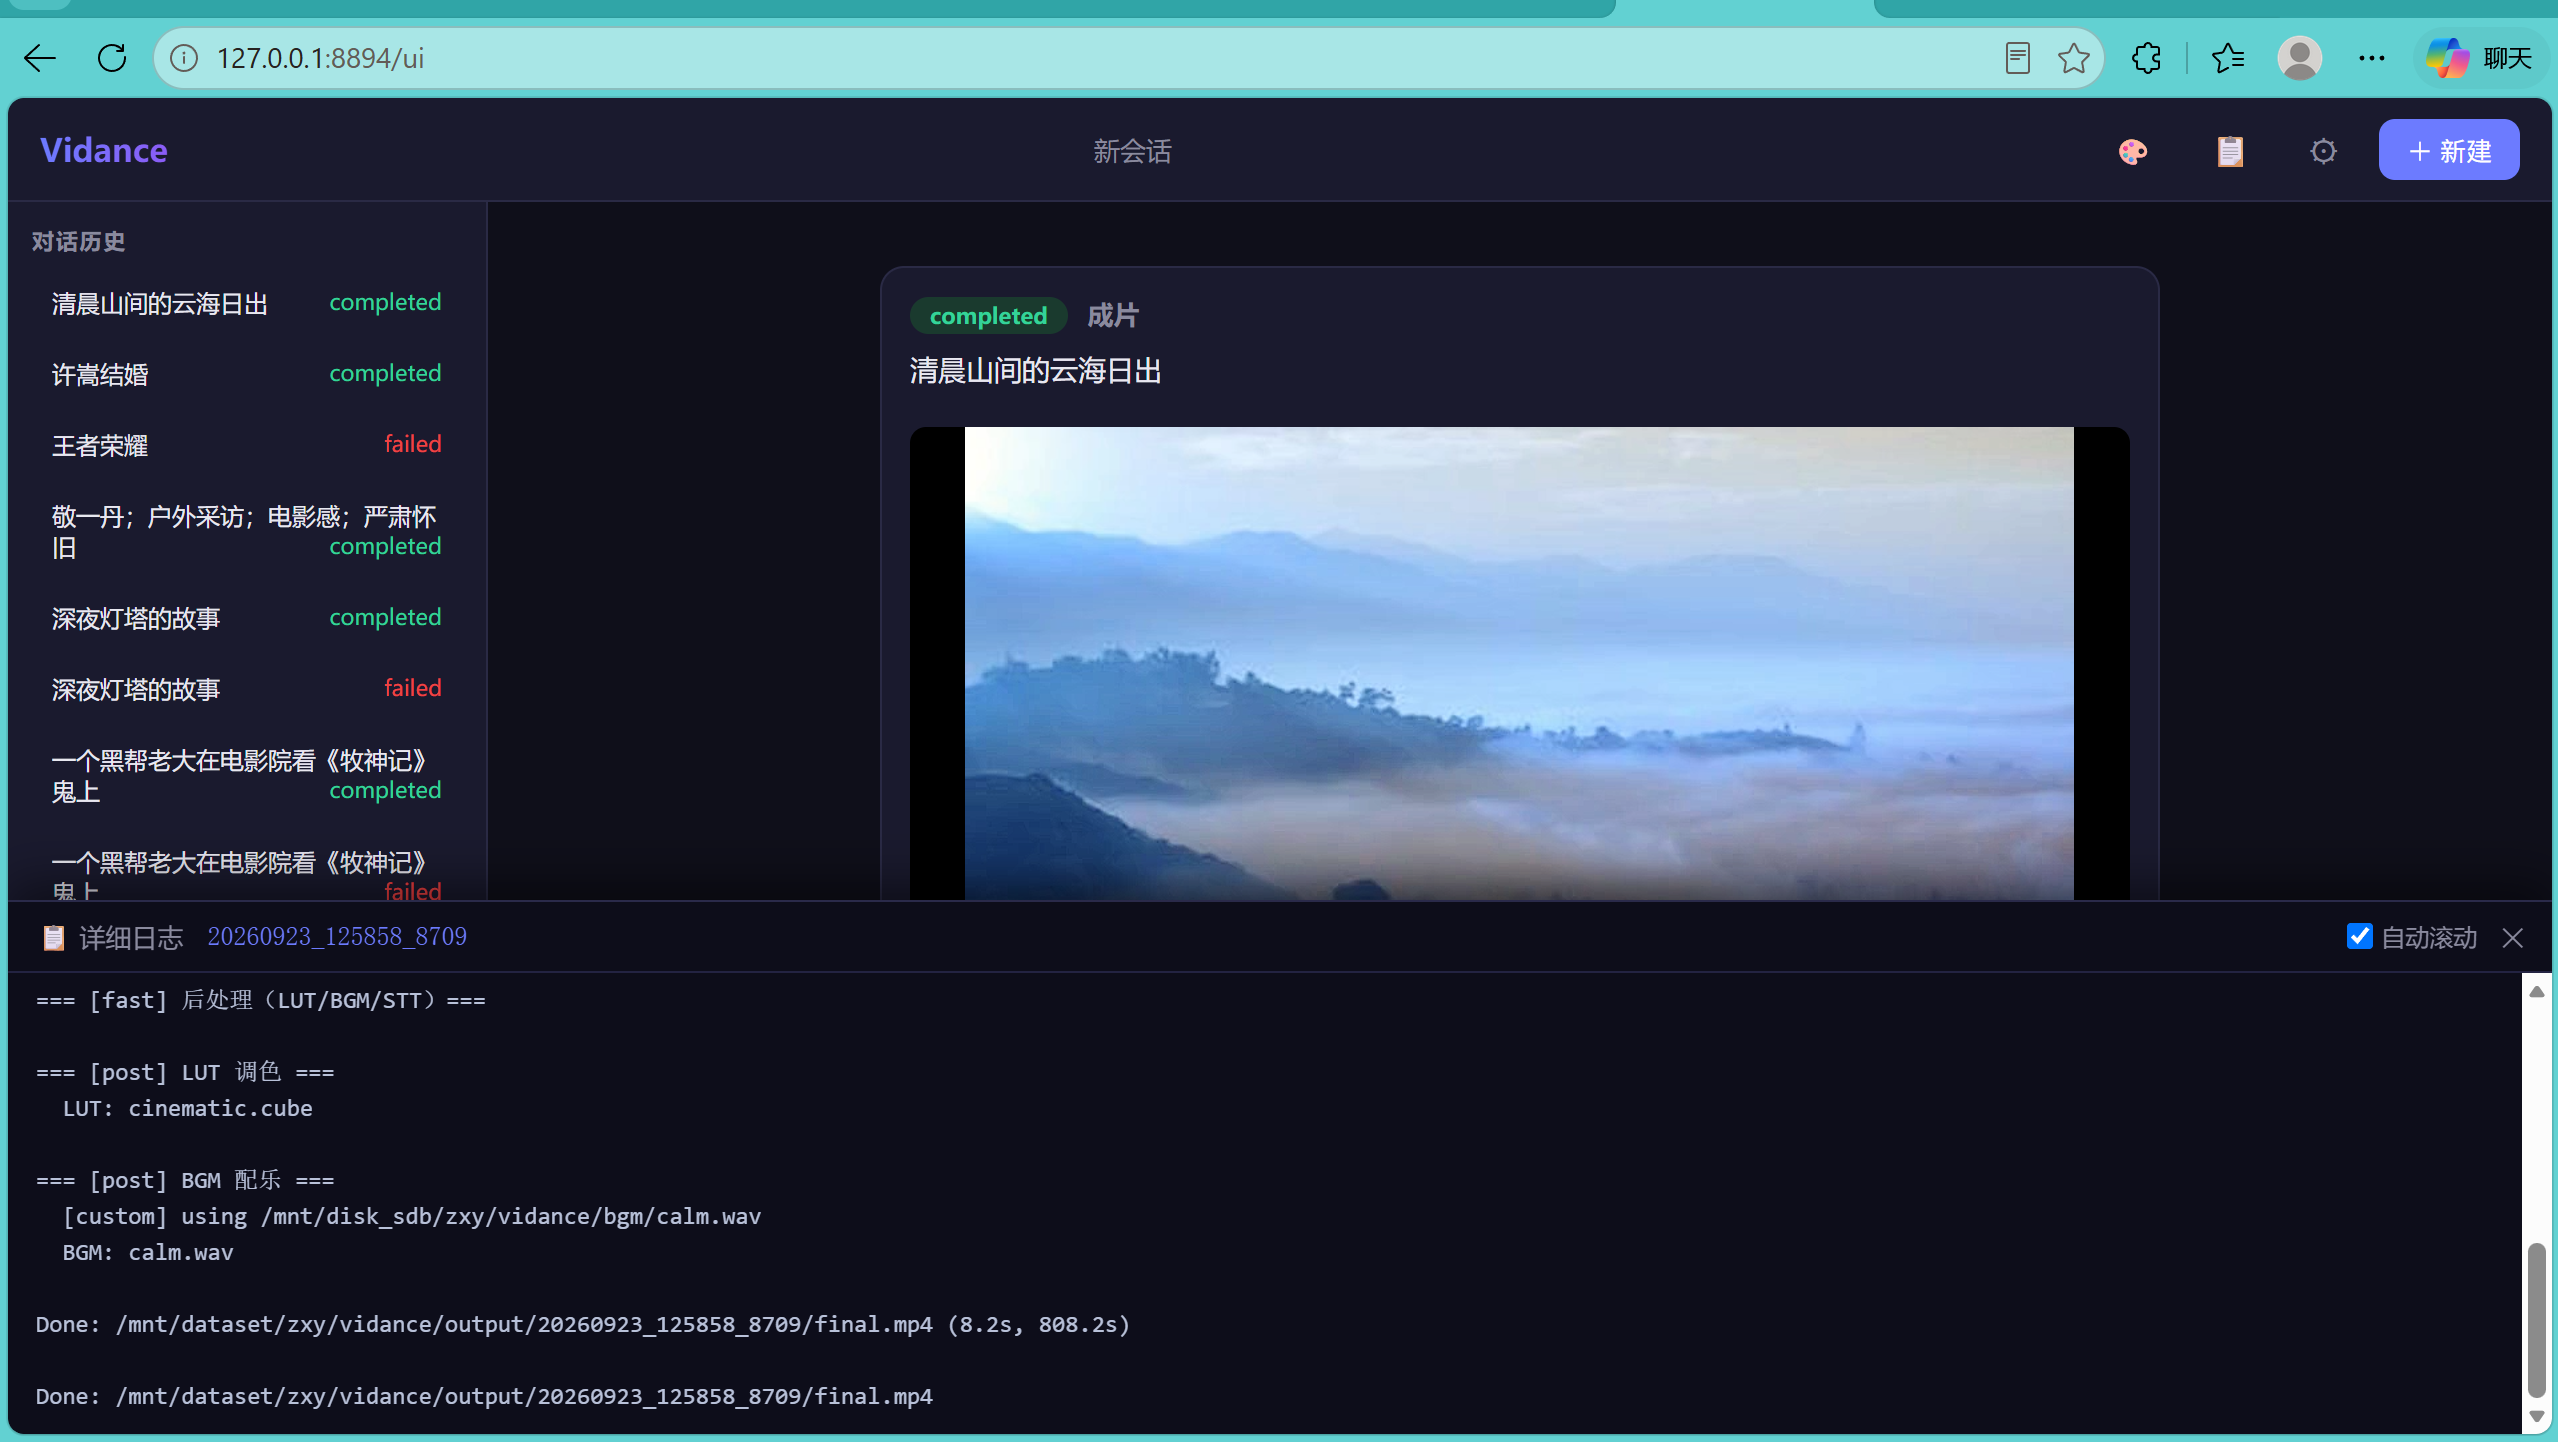 127.0.0.1:8894/ui
聊天
Vidance
新会话
+ 新建
对话历史
清晨山间的云海日出 completed
许嵩结婚 completed
王者荣耀 failed
敬一丹；户外采访；电影感；严肃怀
旧 completed
深夜灯塔的故事 completed
深夜灯塔的故事 failed
一个黑帮老大在电影院看《牧神记》
鬼上 completed
一个黑帮老大在电影院看《牧神记》
鬼上 failed
completed 成片
清晨山间的云海日出
详细日志 20260923_125858_8709
自动滚动
=== [fast] 后处理（LUT/BGM/STT）===
=== [post] LUT 调色 ===
LUT: cinematic.cube
=== [post] BGM 配乐 ===
[custom] using /mnt/disk_sdb/zxy/vidance/bgm/calm.wav
BGM: calm.wav
Done: /mnt/dataset/zxy/vidance/output/20260923_125858_8709/final.mp4 (8.2s, 808.2s)
Done: /mnt/dataset/zxy/vidance/output/20260923_125858_8709/final.mp4